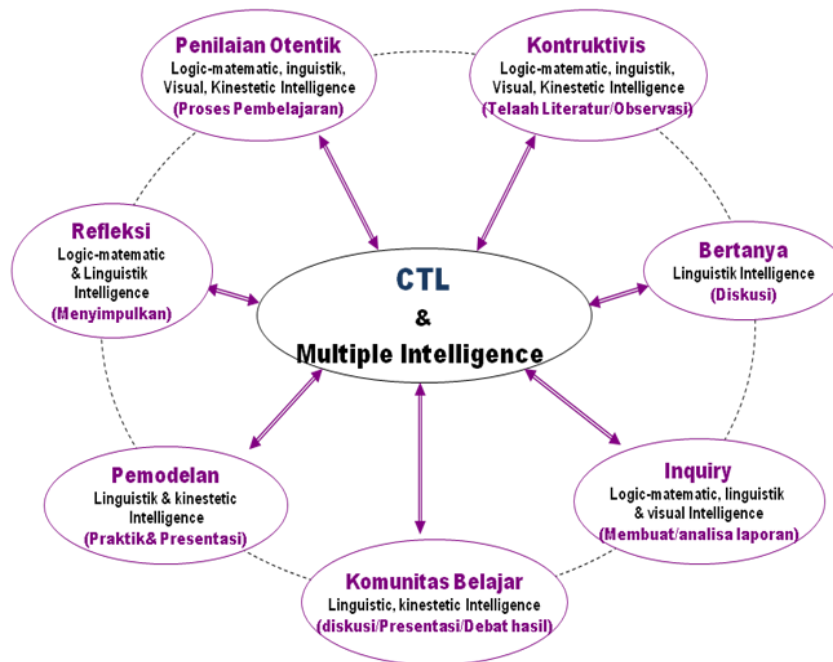 Penilaian Otentik
Logic-matematic, inguistik,
Visual, Kinestetic Intelligence
(Proses Pembelajaran)
Kontruktivis
Logic-matematic, inguistik,
Visual, Kinestetic Intelligence
(Telaah Literatur/Observasi)
Refleksi
Logic-matematic
& Linguistik
Intelligence
(Menyimpulkan)
CTL
&
Multiple Intelligence
Bertanya
Linguistik Intelligence
(Diskusi)
Pemodelan
Linguistik & kinestetic
Intelligence
(Praktik& Presentasi)
Inquiry
Logic-matematic, linguistik
& visual Intelligence
(Membuat/analisa laporan)
Komunitas Belajar
Linguistic, kinestetic Intelligence
(diskusi/Presentasi/Debat hasil)